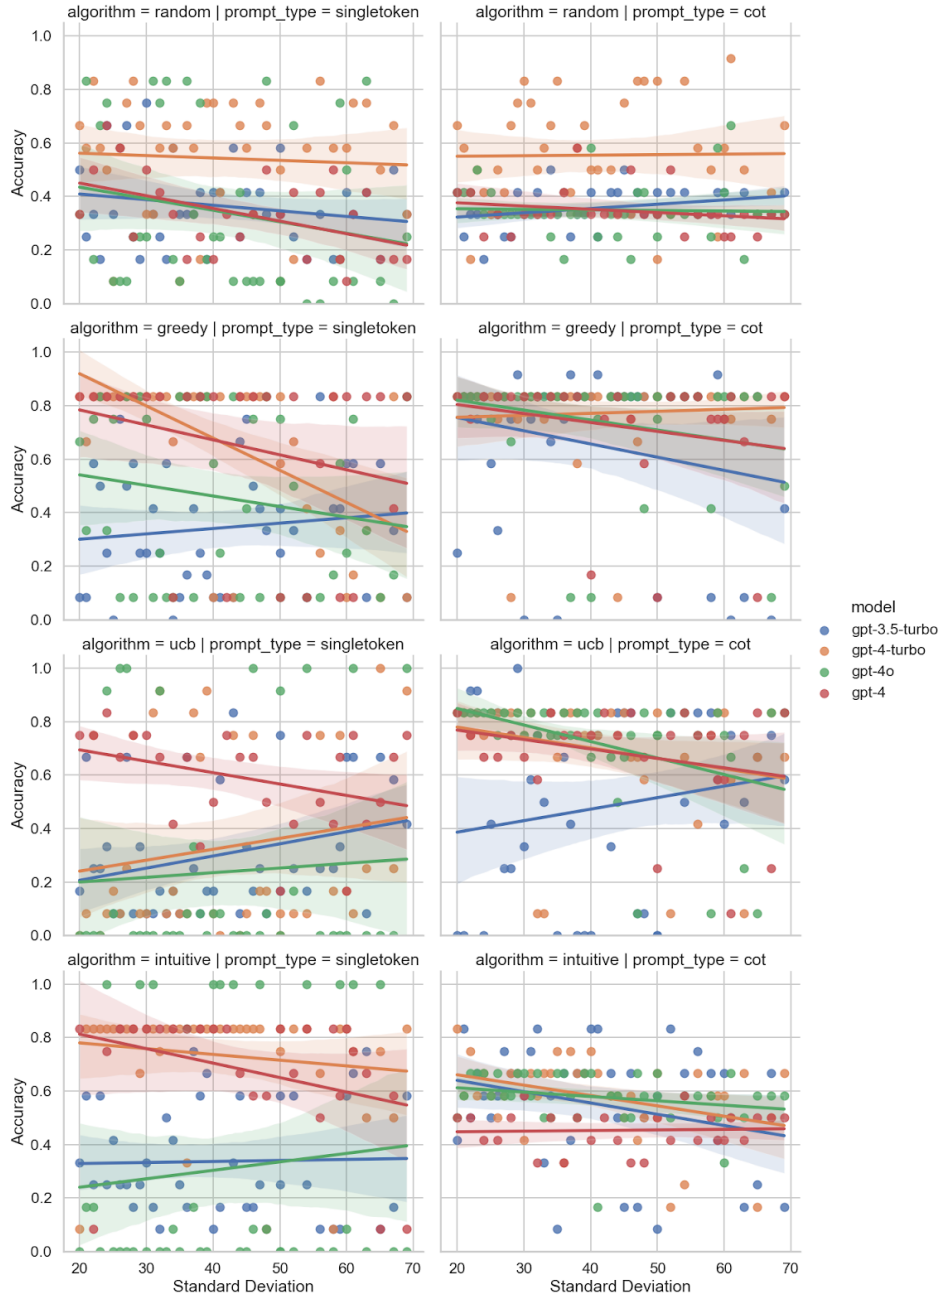 algorithm = random | prompt_type = singletoken
algorithm = random | prompt_type = cot
1.0
0.8
0.6
0.4
0.2
0.0
Accuracy
algorithm = greedy | prompt_type = singletoken
algorithm = greedy | prompt_type = cot
1.0
0.8
0.6
0.4
0.2
0.0
Accuracy
model
gpt-3.5-turbo
gpt-4-turbo
gpt-4o
gpt-4
algorithm = ucb | prompt_type = singletoken
algorithm = ucb | prompt_type = cot
1.0
0.8
0.6
0.4
0.2
0.0
Accuracy
algorithm = intuitive | prompt_type = singletoken
algorithm = intuitive | prompt_type = cot
1.0
0.8
0.6
0.4
0.2
0.0
Accuracy
20 30 40 50 60 70
Standard Deviation
20 30 40 50 60 70
Standard Deviation